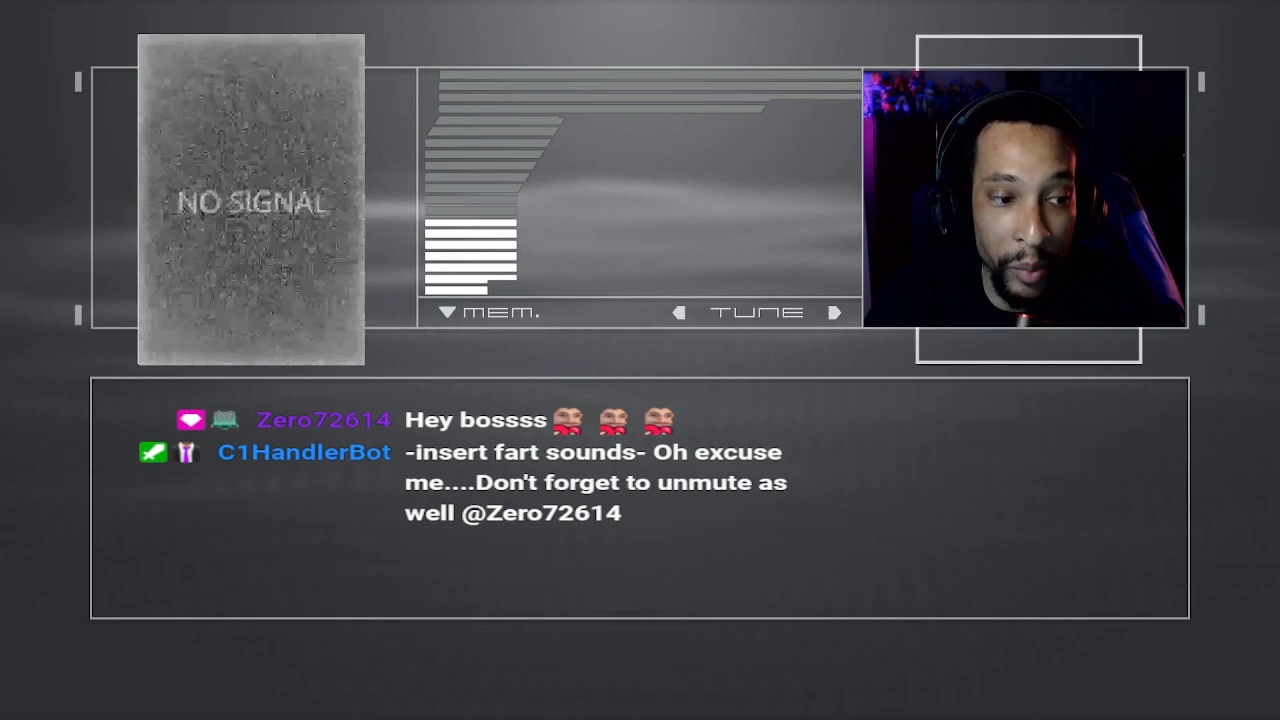 NO SIGNAL
MEM.
TUNE
Zero72614 Hey bossss
C1HandlerBot -insert fart sounds- Oh excuse
me....Don't forget to unmute as
well @Zero72614